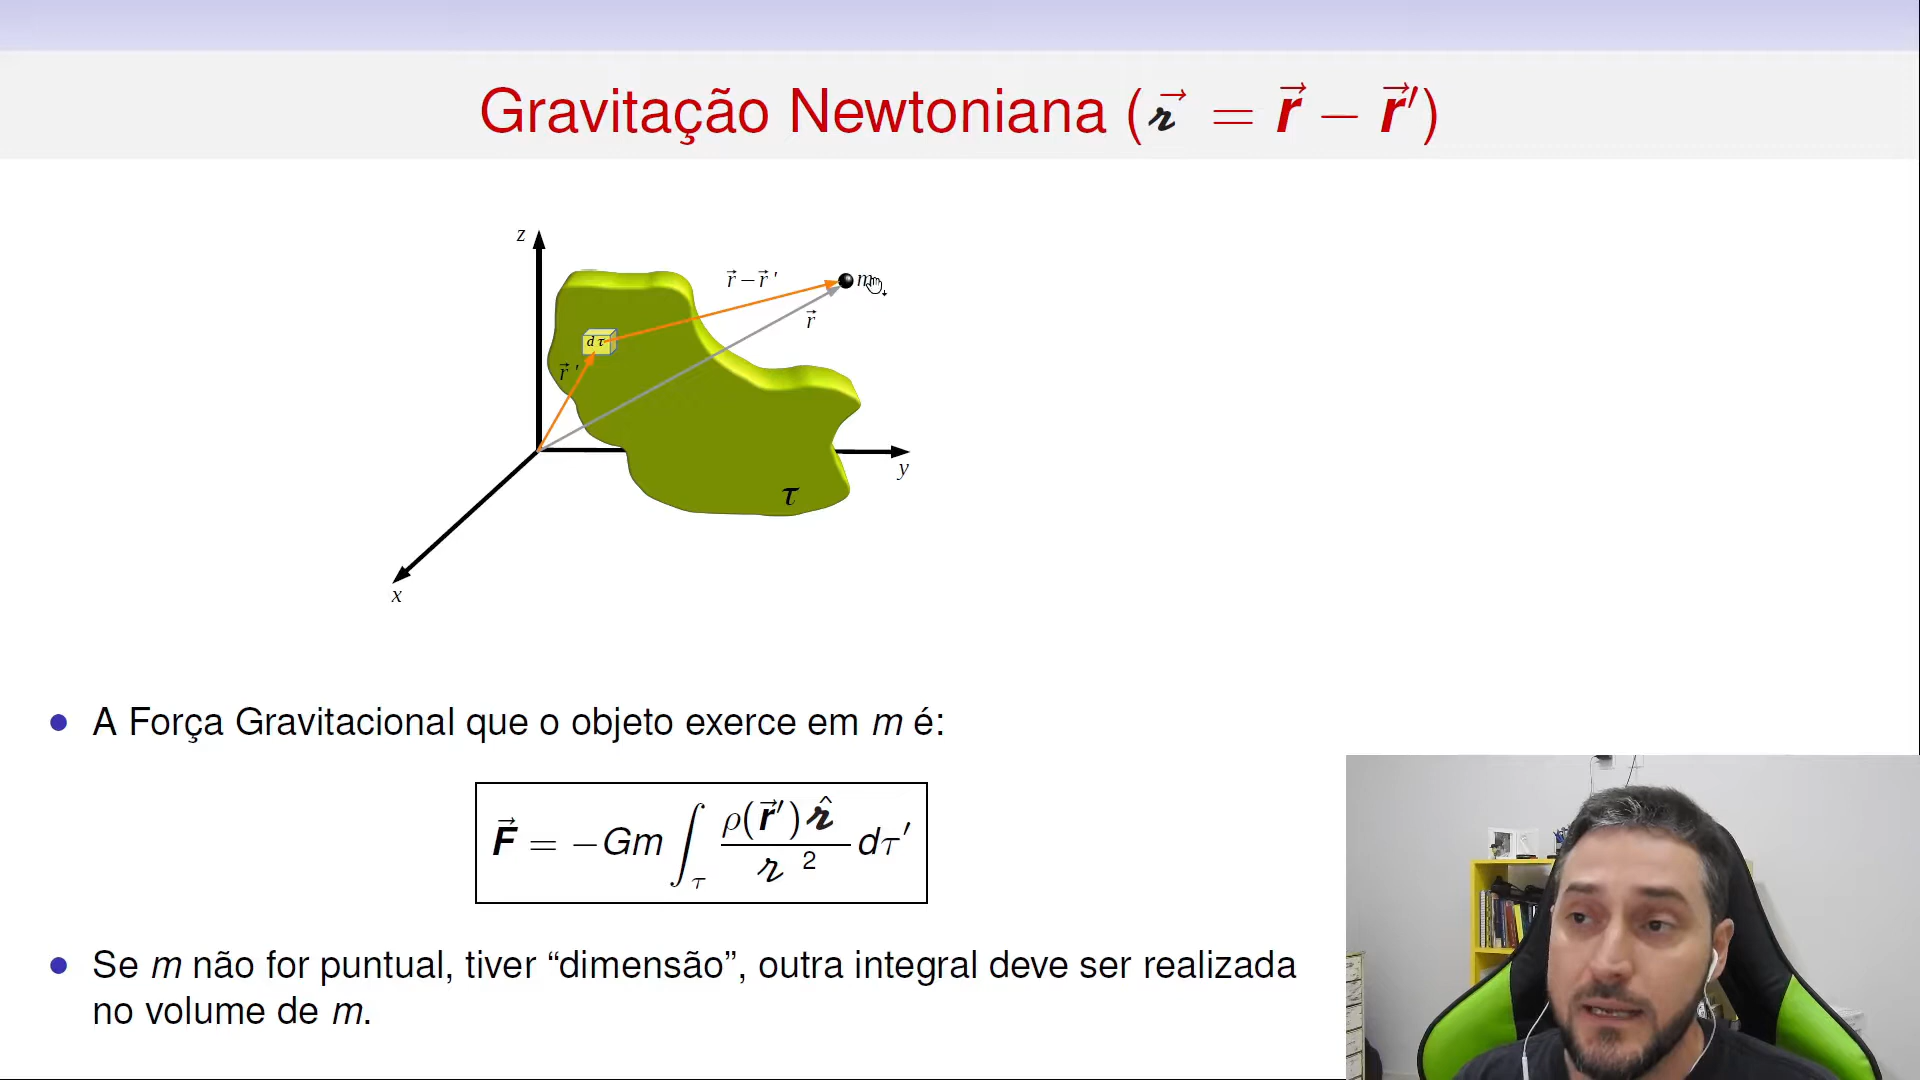 Gravitação Newtoniana (𝓇⃗ = r⃗ − r⃗′)
z
r⃗ − r⃗ ′
m
r⃗
dτ
r⃗ ′
y
τ
x
• A Força Gravitacional que o objeto exerce em m é:
F⃗ = −Gm ∫_τ ρ(r⃗′) 𝓇̂ / 𝓇² dτ′
• Se m não for puntual, tiver “dimensão”, outra integral deve ser realizada
no volume de m.